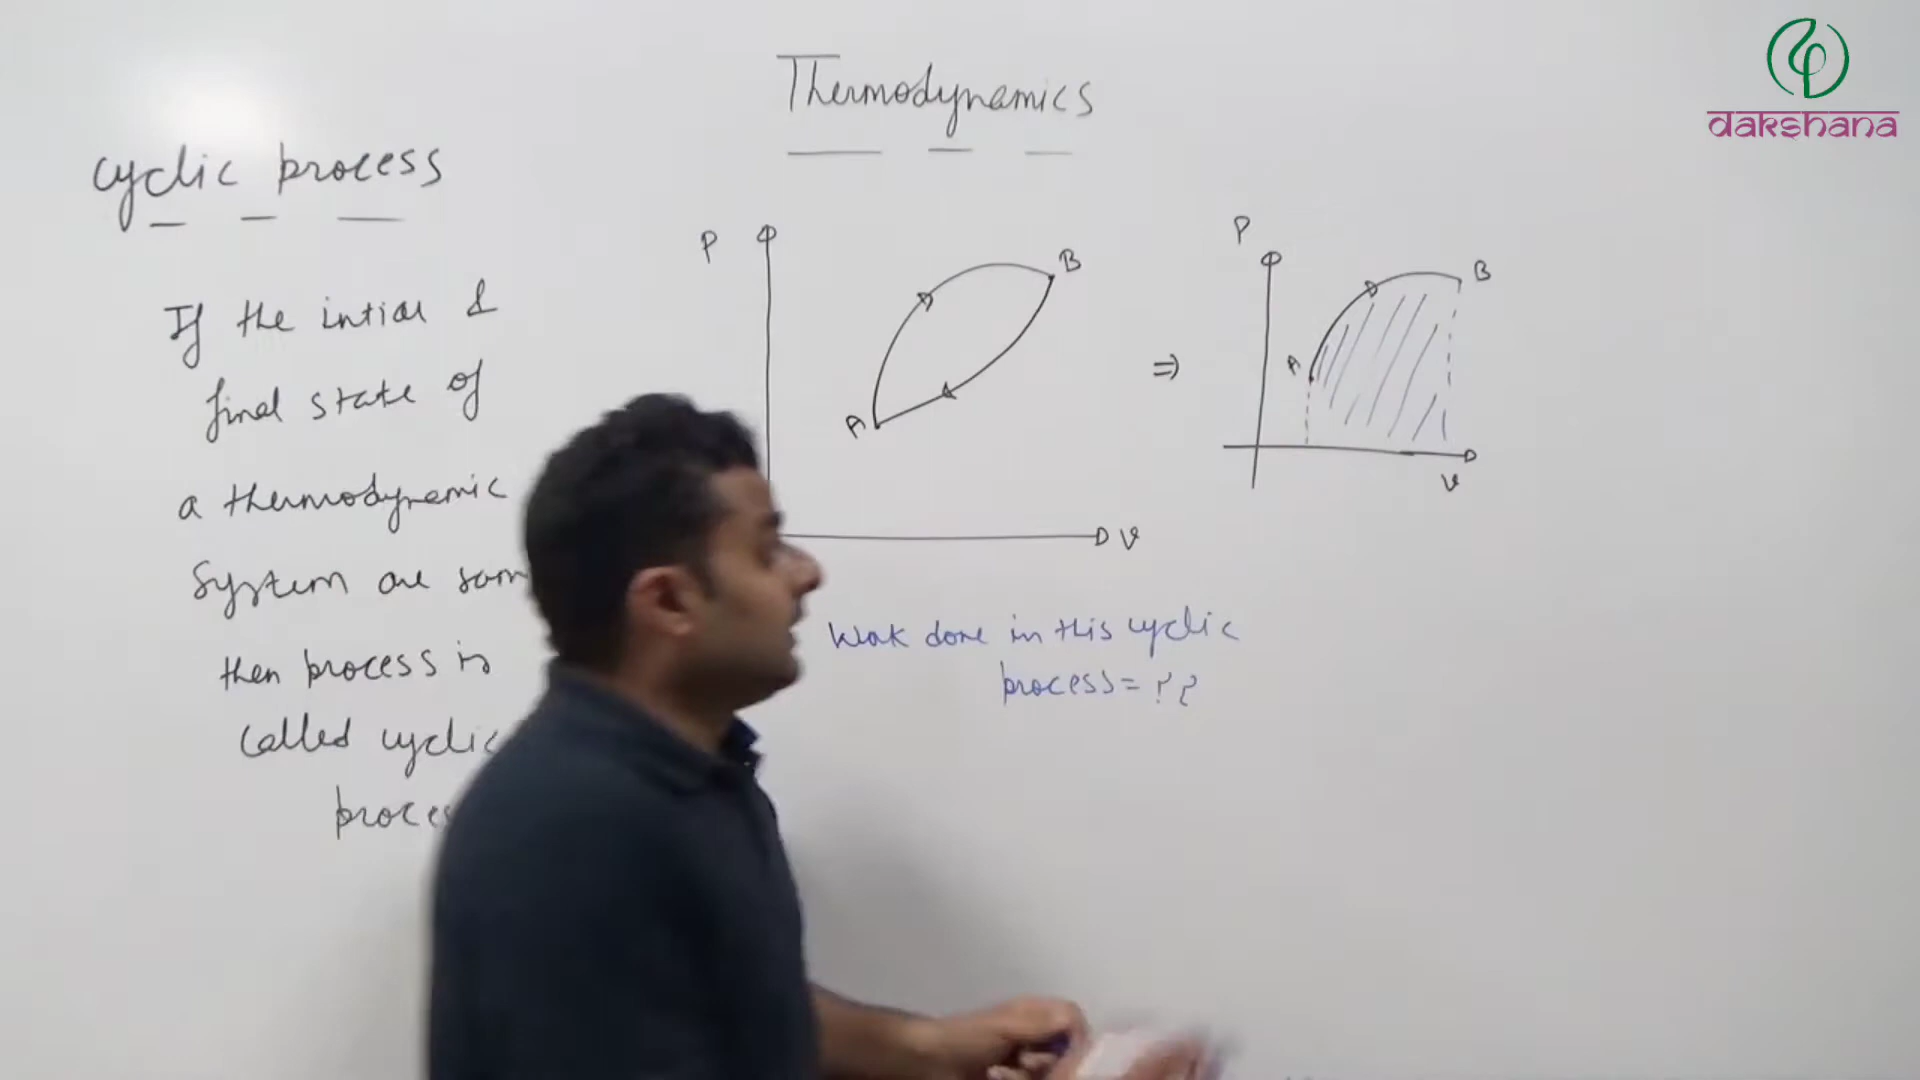 Thermodynamics
dakshana
cyclic process
If the intial &
final state of
a thermodynamic
System are
then process is
called cyclic
P
B
A
V
P
B
A
V
⇒
Work done in this cyclic
process = ??